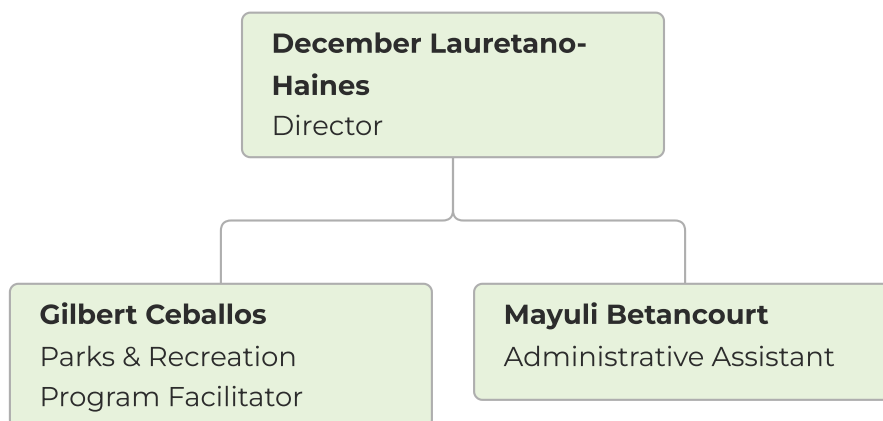 December Lauretano-
Haines
Director
Gilbert Ceballos
Parks & Recreation
Program Facilitator
Mayuli Betancourt
Administrative Assistant